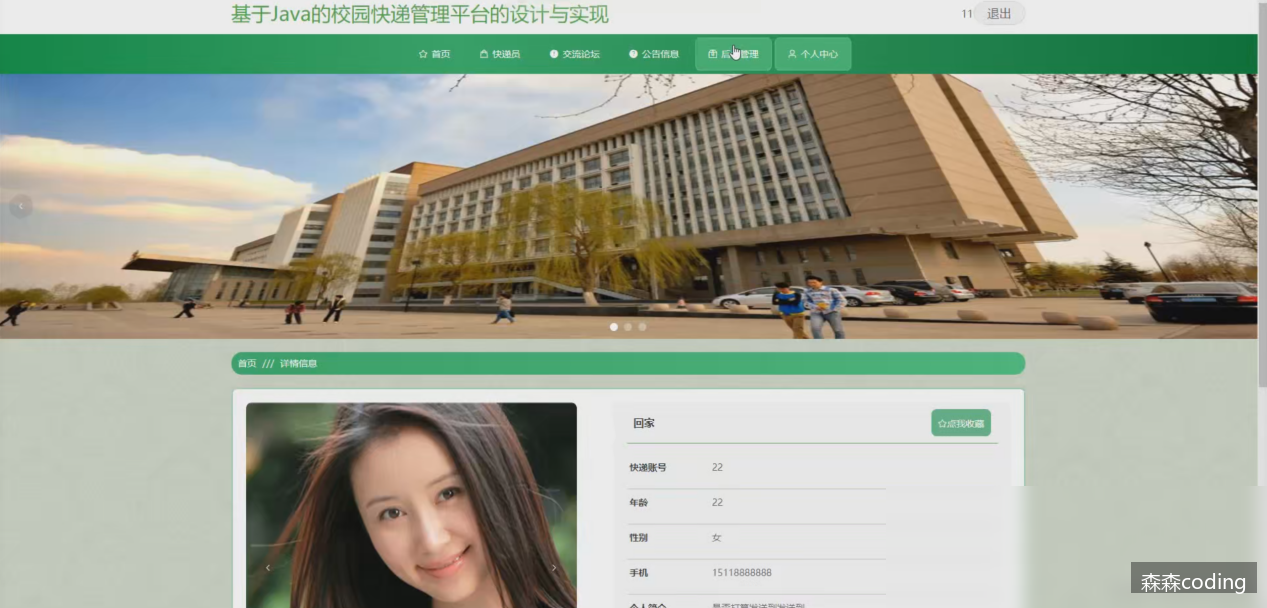 基于Java的校园快递管理平台的设计与实现
11 退出
首页 快递员 交流论坛 公告信息 后 管理 个人中心
首页 /// 详情信息
回家
点我收藏
快递账号 22
年龄 22
性别 女
手机 15118888888
个人简介
森森coding